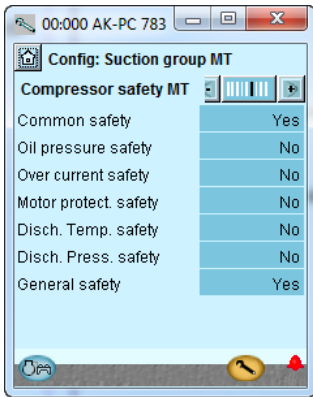 00:000 AK-PC 783
Config: Suction group MT
Compressor safety MT
Common safety Yes
Oil pressure safety No
Over current safety No
Motor protect. safety No
Disch. Temp. safety No
Disch. Press. safety No
General safety Yes